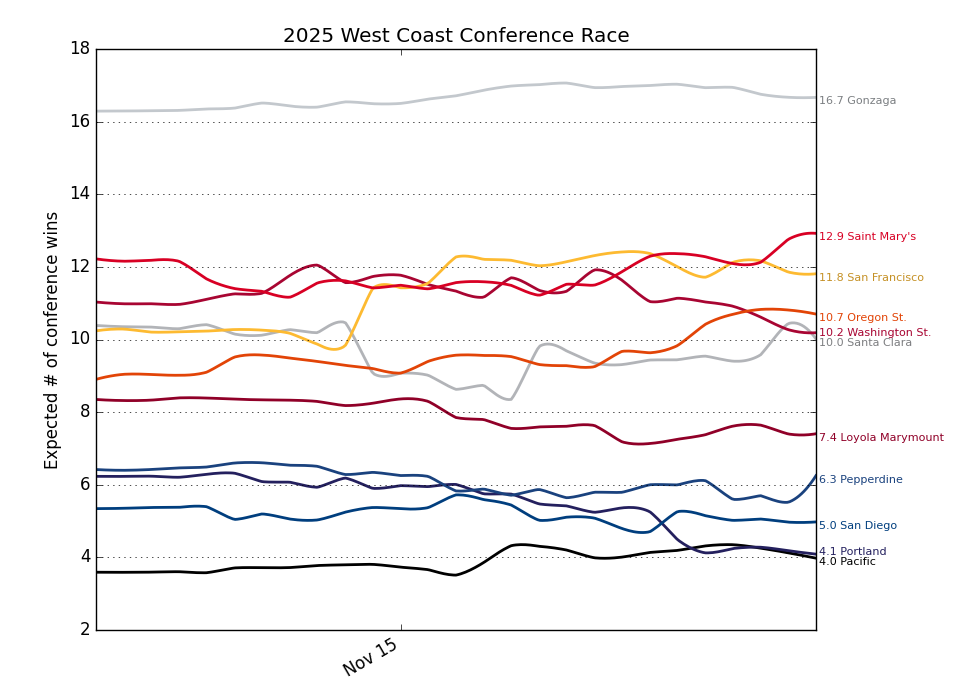 2025 West Coast Conference Race
Expected # of conference wins
18
16
14
12
10
8
6
4
2
Nov 15
16.7 Gonzaga
12.9 Saint Mary's
11.8 San Francisco
10.7 Oregon St.
10.2 Washington St.
10.0 Santa Clara
7.4 Loyola Marymount
6.3 Pepperdine
5.0 San Diego
4.1 Portland
4.0 Pacific